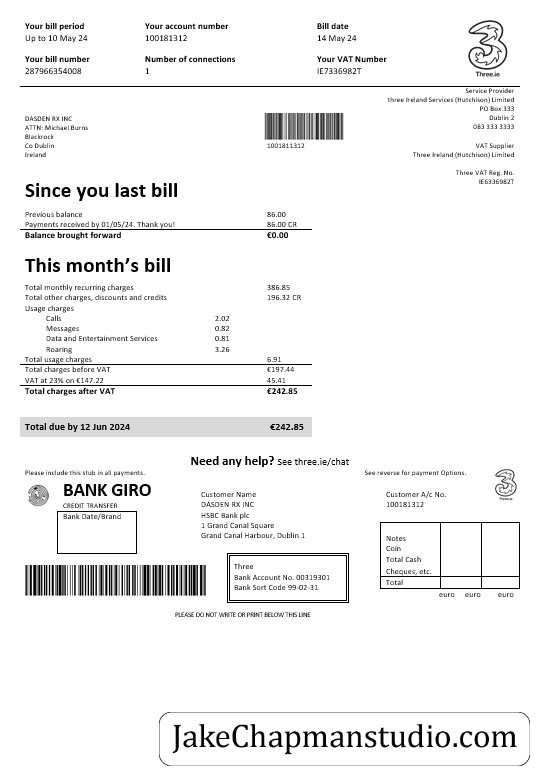 Your bill period
Up to 10 May 24
Your account number
100181312
Bill date
14 May 24
Your bill number
287966354008
Number of connections
1
Your VAT Number
IE7336982T
Three.ie
Service Provider
three Ireland Services (Hutchison) Limited
PO Box 333
Dublin 2
083 333 3333
VAT Supplier
Three Ireland (Hutchison) Limited
Three VAT Reg. No.
IE6336982T
DASDEN RX INC
ATTN: Michael Burns
Blackrock
Co Dublin
Ireland
1001811312
Since you last bill
Previous balance 86.00
Payments received by 01/05/24. Thank you! 86.00 CR
Balance brought forward €0.00
This month's bill
Total monthly recurring charges 386.85
Total other charges, discounts and credits 196.32 CR
Usage charges
Calls 2.02
Messages 0.82
Data and Entertainment Services 0.81
Roaring 3.26
Total usage charges 6.91
Total charges before VAT €197.44
VAT at 23% on €147.22 45.41
Total charges after VAT €242.85
Total due by 12 Jun 2024 €242.85
Need any help? See three.ie/chat
Please include this stub in all payments.
See reverse for payment Options.
BANK GIRO
CREDIT TRANSFER
Bank Date/Brand
Customer Name
DASDEN RX INC
HSBC Bank plc
1 Grand Canal Square
Grand Canal Harbour, Dublin 1
Customer A/c No.
100181312
Three
Bank Account No. 00319301
Bank Sort Code 99-02-31
Notes
Coin
Total Cash
Cheques, etc.
Total
euro euro euro
PLEASE DO NOT WRITE OR PRINT BELOW THIS LINE
JakeChapmanstudio.com